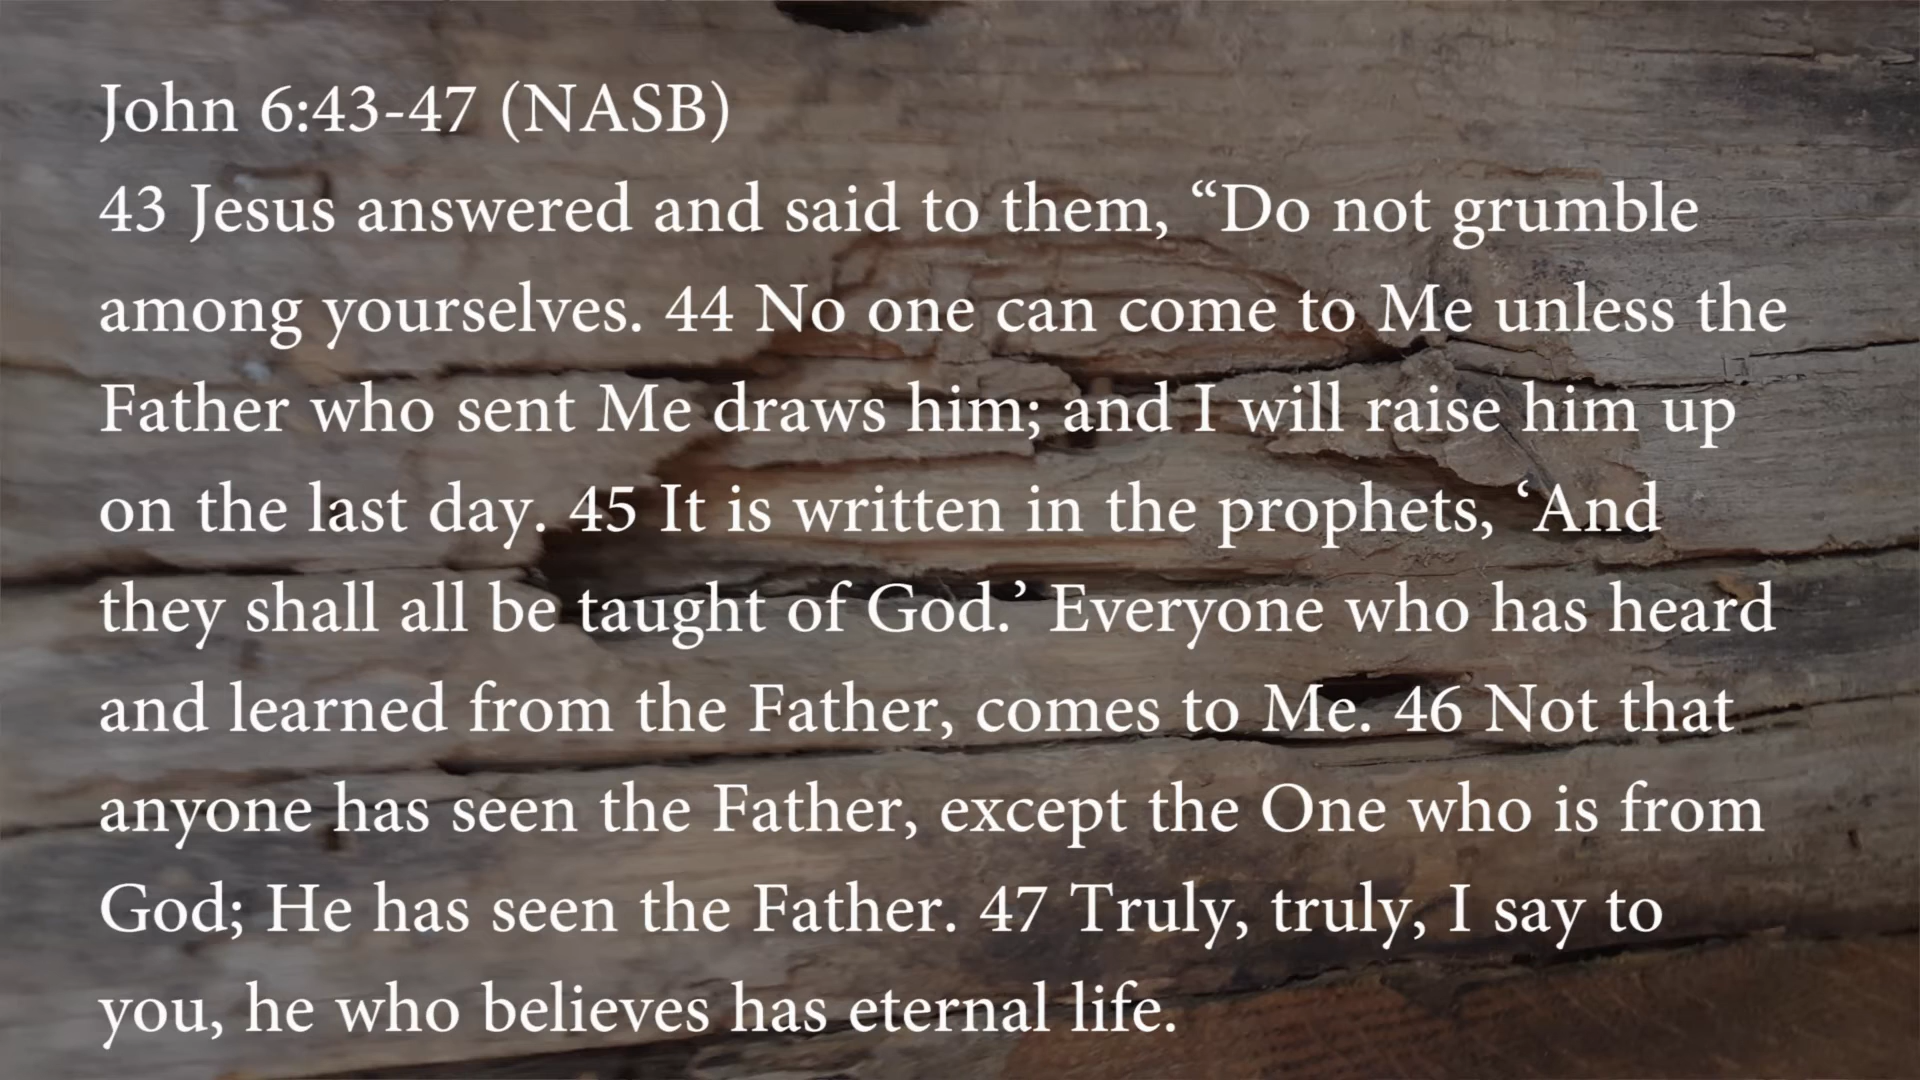 John 6:43-47 (NASB)
43 Jesus answered and said to them, “Do not grumble
among yourselves. 44 No one can come to Me unless the
Father who sent Me draws him; and I will raise him up
on the last day. 45 It is written in the prophets, ‘And
they shall all be taught of God.’ Everyone who has heard
and learned from the Father, comes to Me. 46 Not that
anyone has seen the Father, except the One who is from
God; He has seen the Father. 47 Truly, truly, I say to
you, he who believes has eternal life.